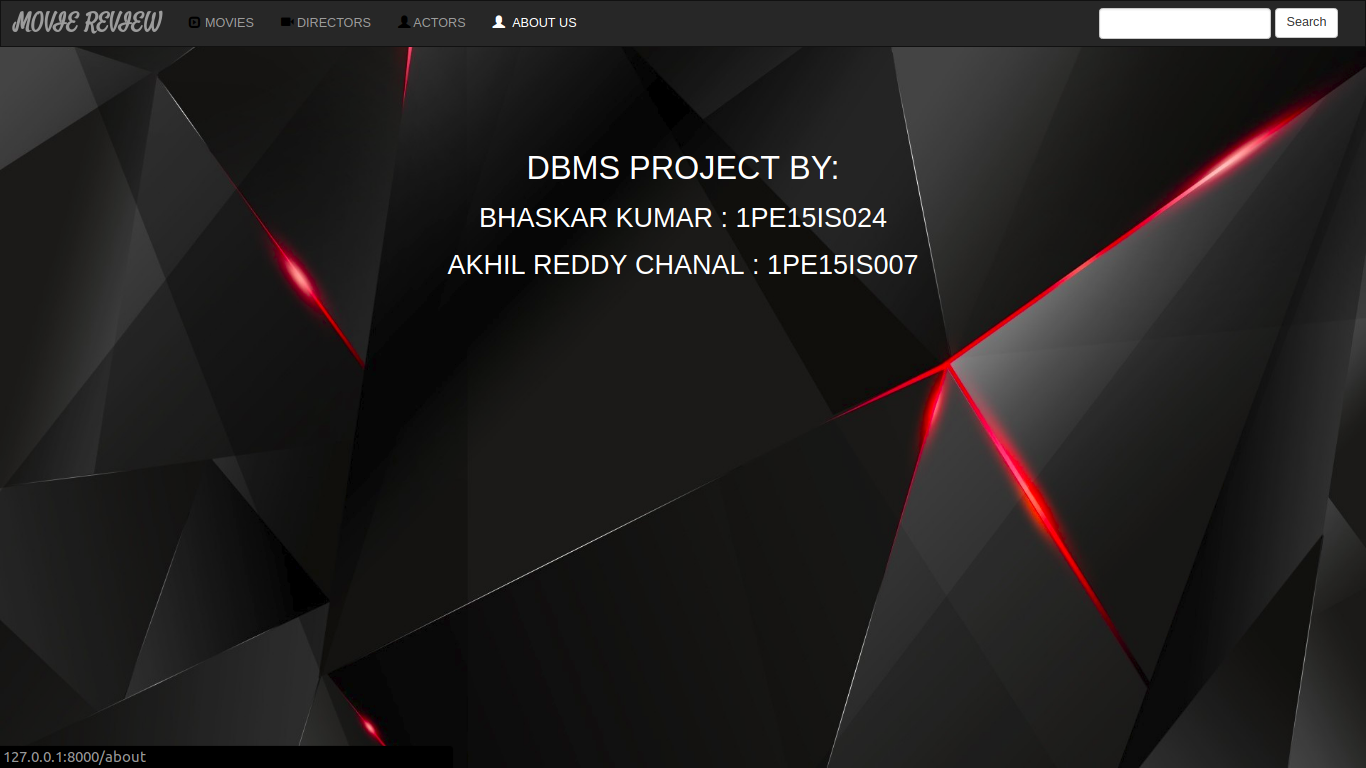 MOVIE REVIEW MOVIES DIRECTORS ACTORS ABOUT US Search
DBMS PROJECT BY:
BHASKAR KUMAR : 1PE15IS024
AKHIL REDDY CHANAL : 1PE15IS007
127.0.0.1:8000/about